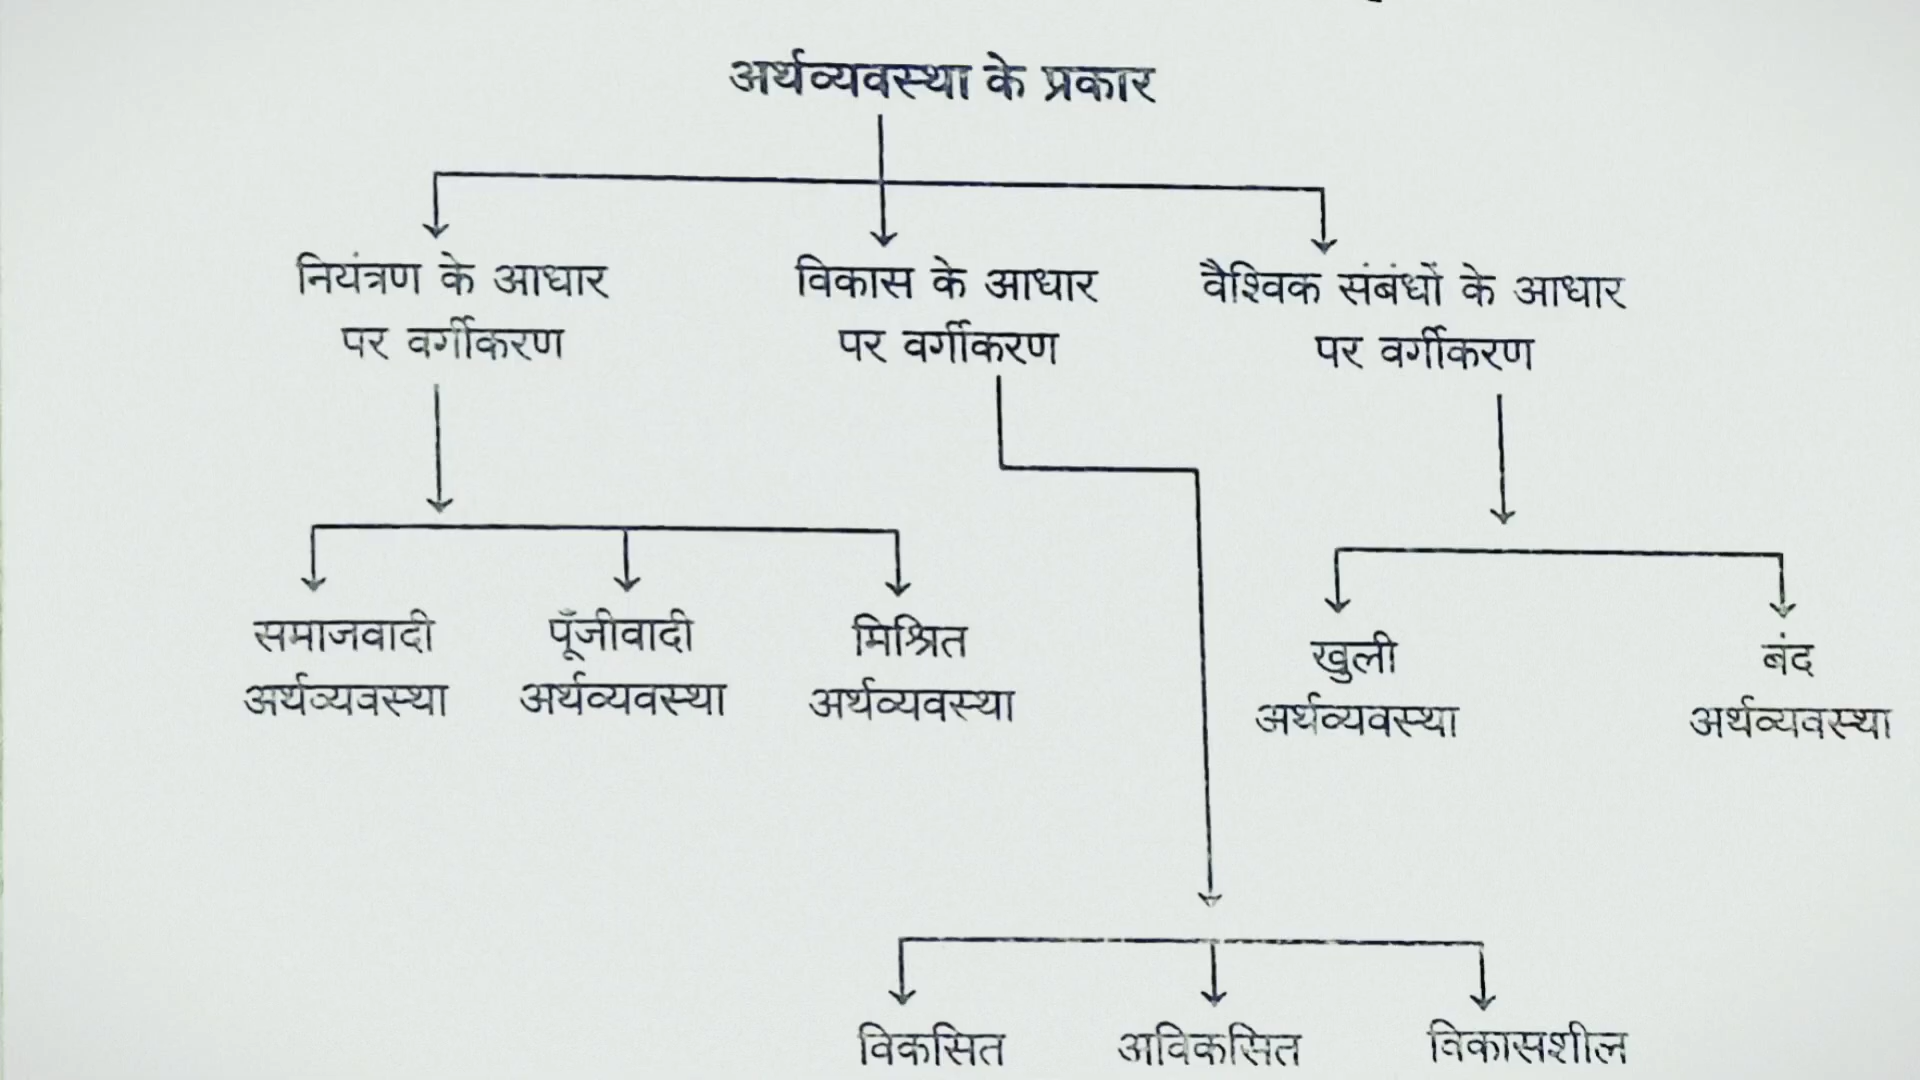 अर्थव्यवस्था के प्रकार
नियंत्रण के आधार
पर वर्गीकरण
विकास के आधार
पर वर्गीकरण
वैश्विक संबंधों के आधार
पर वर्गीकरण
समाजवादी
अर्थव्यवस्था
पूँजीवादी
अर्थव्यवस्था
मिश्रित
अर्थव्यवस्था
खुली
अर्थव्यवस्था
बंद
अर्थव्यवस्था
विकसित
अविकसित
विकासशील